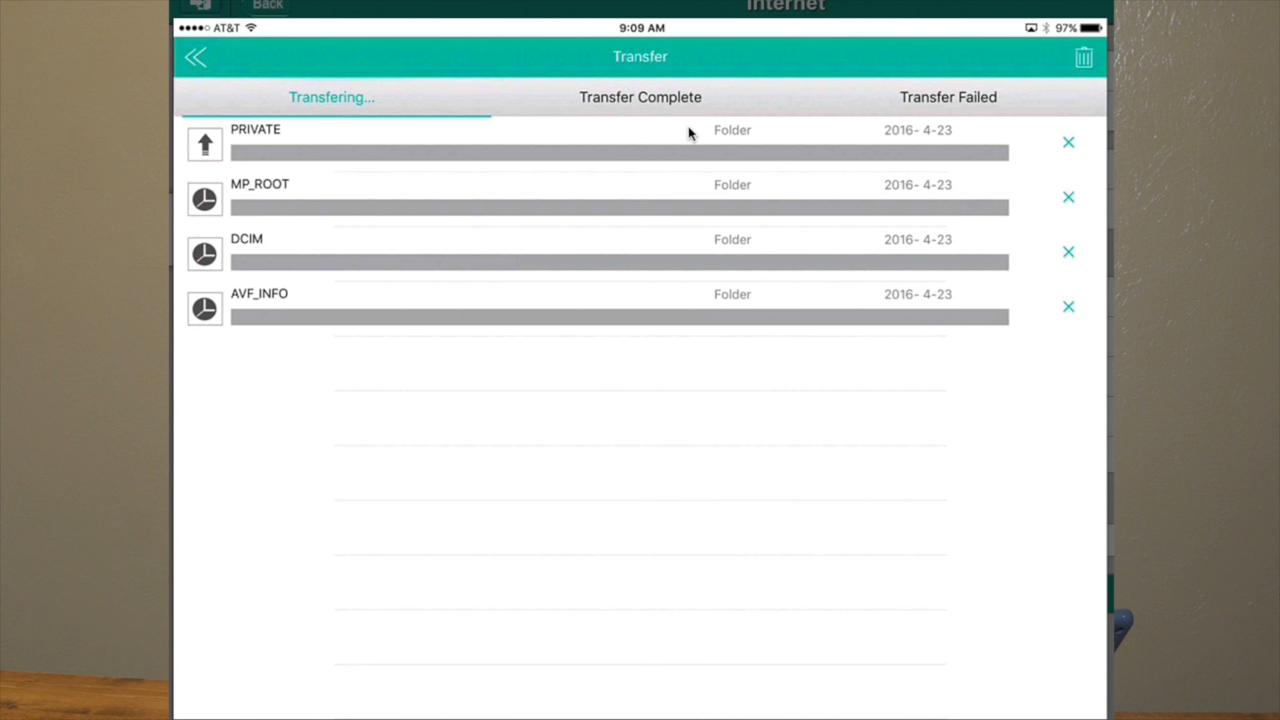 Back
Internet
AT&T 9:09 AM 97%
Transfer
Transfering... Transfer Complete Transfer Failed
PRIVATE Folder 2016- 4-23
MP_ROOT Folder 2016- 4-23
DCIM Folder 2016- 4-23
AVF_INFO Folder 2016- 4-23